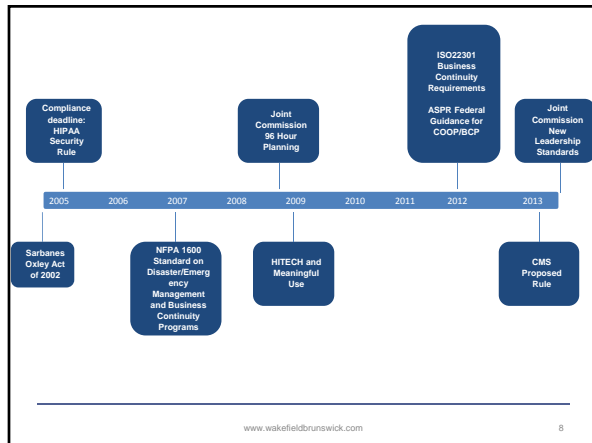 Compliance
deadline:
HIPAA
Security
Rule
Joint
Commission
96 Hour
Planning
ISO22301
Business
Continuity
Requirements
ASPR Federal
Guidance for
COOP/BCP
Joint
Commission
New
Leadership
Standards
2005 2006 2007 2008 2009 2010 2011 2012 2013
Sarbanes
Oxley Act
of 2002
NFPA 1600
Standard on
Disaster/Emerg
ency
Management
and Business
Continuity
Programs
HITECH and
Meaningful
Use
CMS
Proposed
Rule
www.wakefieldbrunswick.com 8